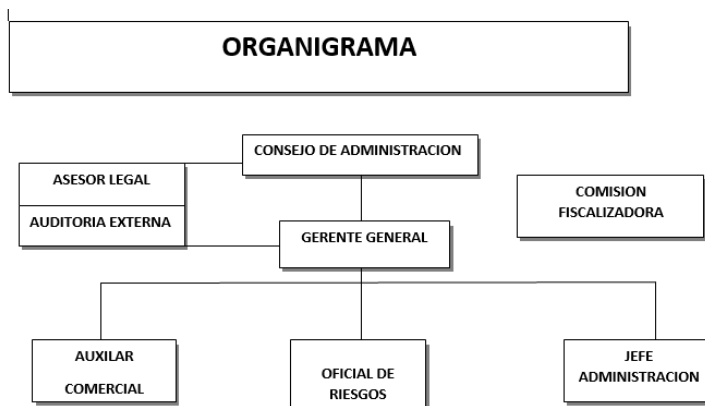 ORGANIGRAMA
CONSEJO DE ADMINISTRACION
ASESOR LEGAL
AUDITORIA EXTERNA
COMISION
FISCALIZADORA
GERENTE GENERAL
AUXILAR
COMERCIAL
OFICIAL DE
RIESGOS
JEFE
ADMINISTRACION